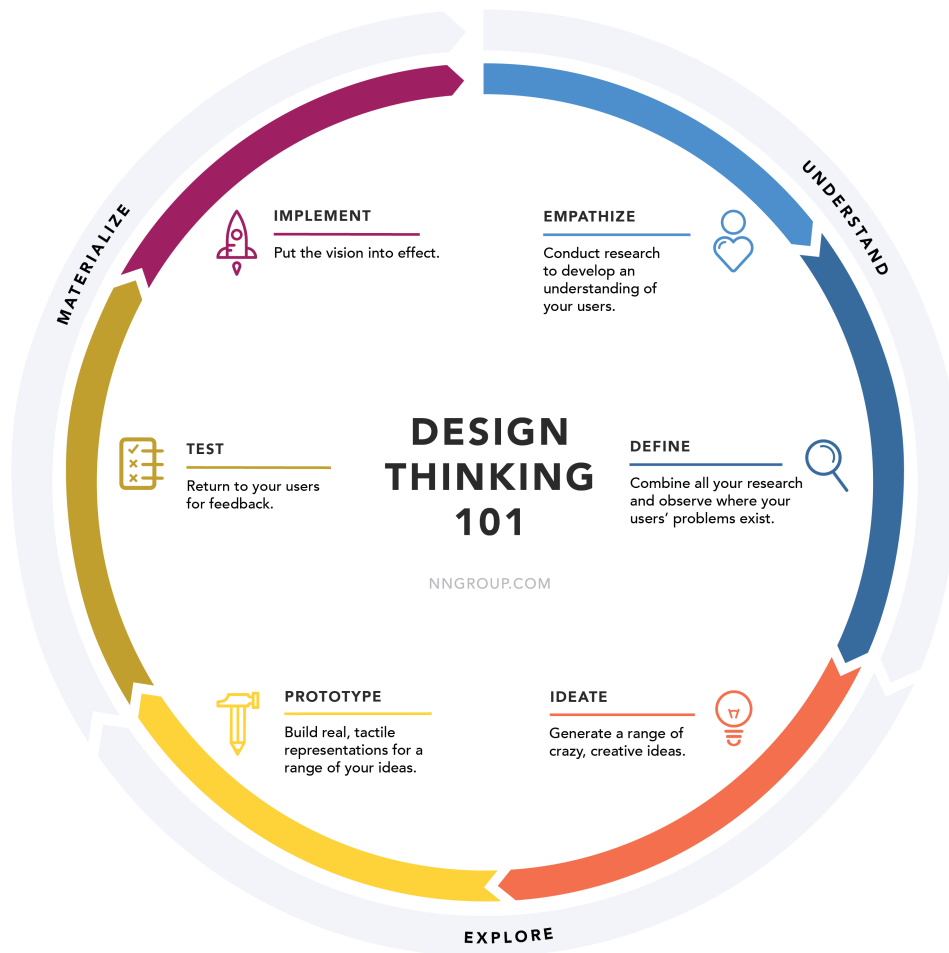 DESIGN
THINKING
101
NNGROUP.COM
UNDERSTAND
EMPATHIZE
Conduct research
to develop an
understanding of
your users.
DEFINE
Combine all your research
and observe where your
users’ problems exist.
EXPLORE
IDEATE
Generate a range of
crazy, creative ideas.
PROTOTYPE
Build real, tactile
representations for a
range of your ideas.
MATERIALIZE
TEST
Return to your users
for feedback.
IMPLEMENT
Put the vision into effect.